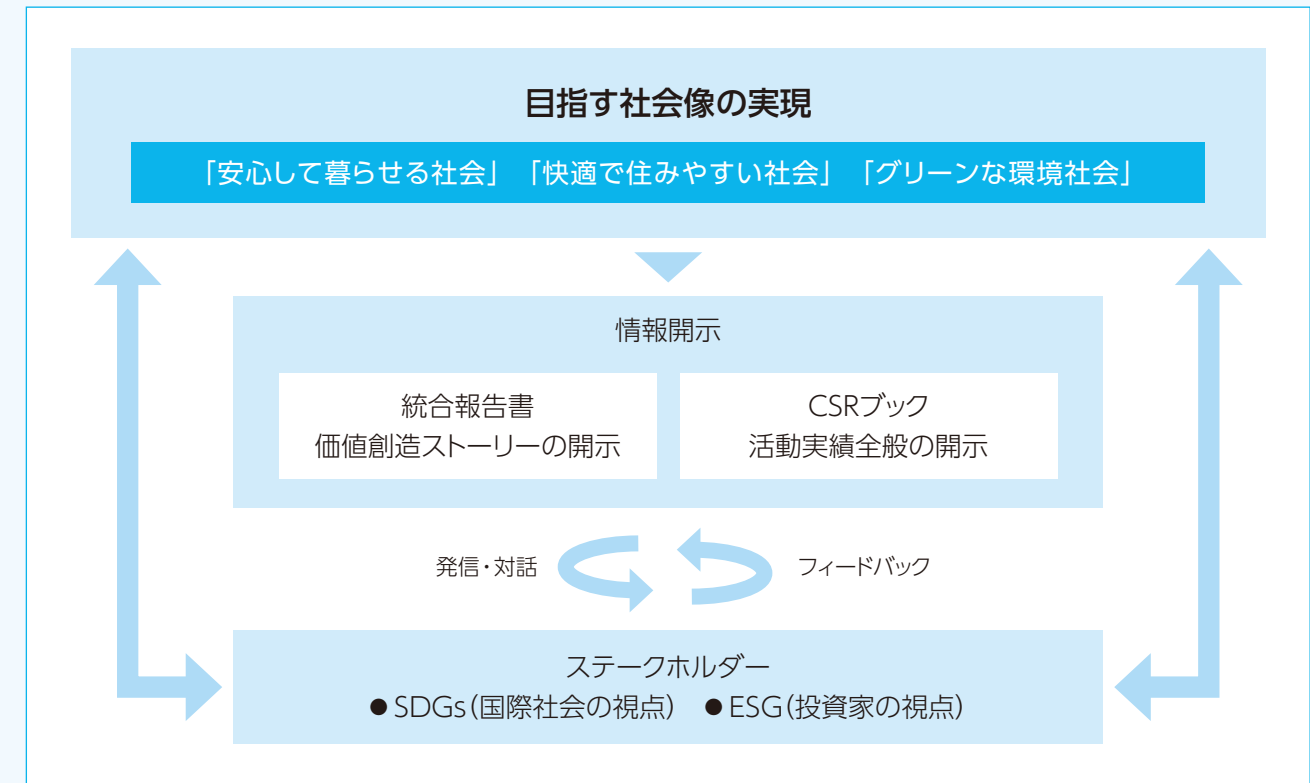 目指す社会像の実現
「安心して暮らせる社会」「快適で住みやすい社会」「グリーンな環境社会」
情報開示
統合報告書
価値創造ストーリーの開示
CSRブック
活動実績全般の開示
発信・対話
フィードバック
ステークホルダー
●SDGs(国際社会の視点) ●ESG(投資家の視点)